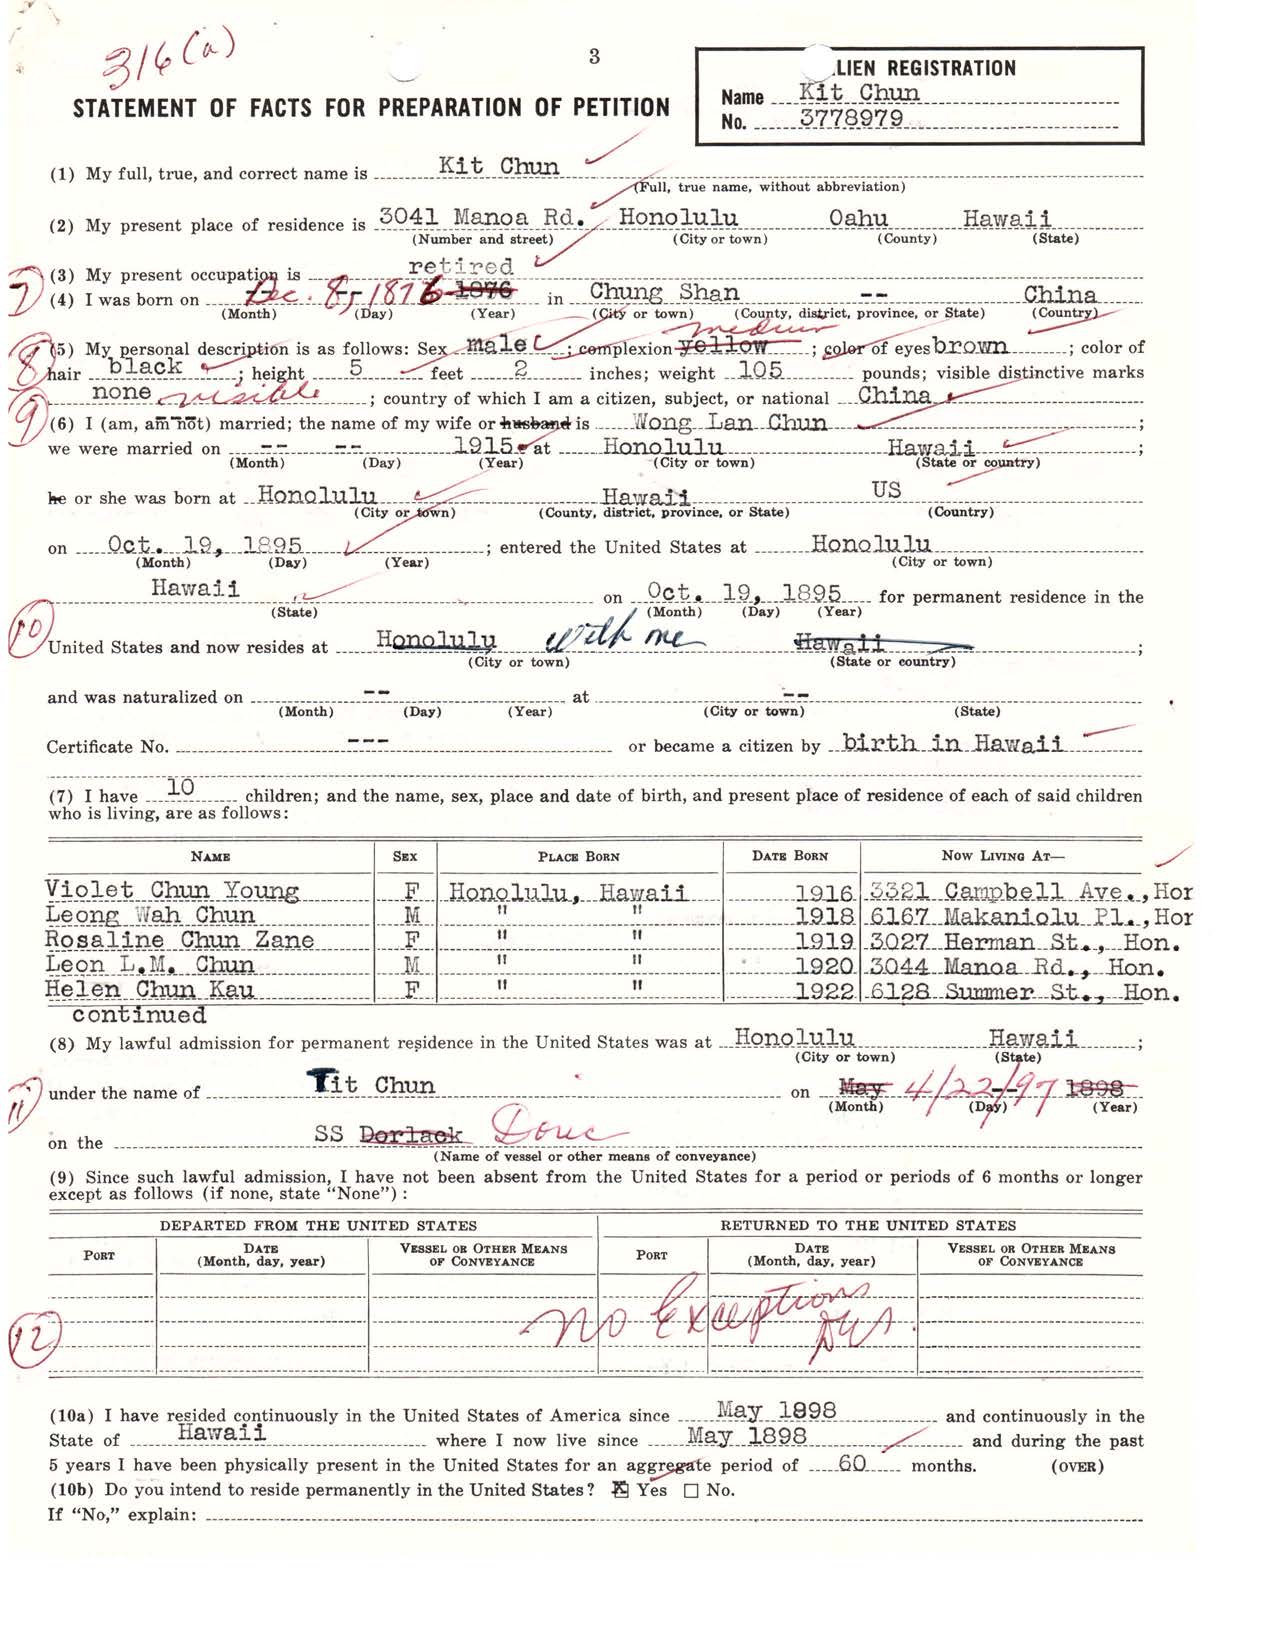 316(a)
3
.LIEN REGISTRATION
Name Kit Chun
No. 3778979
STATEMENT OF FACTS FOR PREPARATION OF PETITION
(1) My full, true, and correct name is Kit Chun
(Full, true name, without abbreviation)
(2) My present place of residence is 3041 Manoa Rd. Honolulu Oahu Hawaii
(Number and street) (City or town) (County) (State)
(3) My present occupation is retired
7 (4) I was born on Dec. 8, 1876 1876 in Chung Shan -- China
(Month) (Day) (Year) (City or town) (County, district, province, or State) (Country)
medium
8 (5) My personal description is as follows: Sex male; complexion yellow; color of eyes brown; color of
hair black; height 5 feet 2 inches; weight 105 pounds; visible distinctive marks
none visible; country of which I am a citizen, subject, or national China
9 (6) I (am, am not) married; the name of my wife or husband is Wong Lan Chun;
we were married on -- -- 1915 at Honolulu Hawaii;
(Month) (Day) (Year) (City or town) (State or country)
he or she was born at Honolulu Hawaii US
(City or town) (County, district, province, or State) (Country)
on Oct. 19, 1895; entered the United States at Honolulu
(Month) (Day) (Year) (City or town)
Hawaii on Oct. 19, 1895 for permanent residence in the
(State) (Month) (Day) (Year)
10 United States and now resides at Honolulu with me Hawaii;
(City or town) (State or country)
and was naturalized on -- at --
(Month) (Day) (Year) (City or town) (State)
Certificate No. --- or became a citizen by birth in Hawaii
(7) I have 10 children; and the name, sex, place and date of birth, and present place of residence of each of said children
who is living, are as follows:
NAME SEX PLACE BORN DATE BORN NOW LIVING AT—
Violet Chun Young F Honolulu, Hawaii 1916 3321 Campbell Ave., Hon
Leong Wah Chun M " " 1918 6167 Makaniolu Pl., Hon
Rosaline Chun Zane F " " 1919 3027 Herman St., Hon.
Leon L.M. Chun M " " 1920 3044 Manoa Rd., Hon.
Helen Chun Kau F " " 1922 6128 Summer St., Hon.
continued
(8) My lawful admission for permanent residence in the United States was at Honolulu Hawaii;
(City or town) (State)
11 under the name of Tit Chun on May 4/22/97 -- 1898
(Month) (Day) (Year)
on the SS Dorlack Doric
(Name of vessel or other means of conveyance)
(9) Since such lawful admission, I have not been absent from the United States for a period or periods of 6 months or longer
except as follows (if none, state "None"):
DEPARTED FROM THE UNITED STATES RETURNED TO THE UNITED STATES
PORT DATE (Month, day, year) VESSEL OR OTHER MEANS OF CONVEYANCE PORT DATE (Month, day, year) VESSEL OR OTHER MEANS OF CONVEYANCE
12 no Exceptions
(10a) I have resided continuously in the United States of America since May 1898 and continuously in the
State of Hawaii where I now live since May 1898 and during the past
5 years I have been physically present in the United States for an aggregate period of 60 months. (OVER)
(10b) Do you intend to reside permanently in the United States? X Yes ☐ No.
If "No," explain: